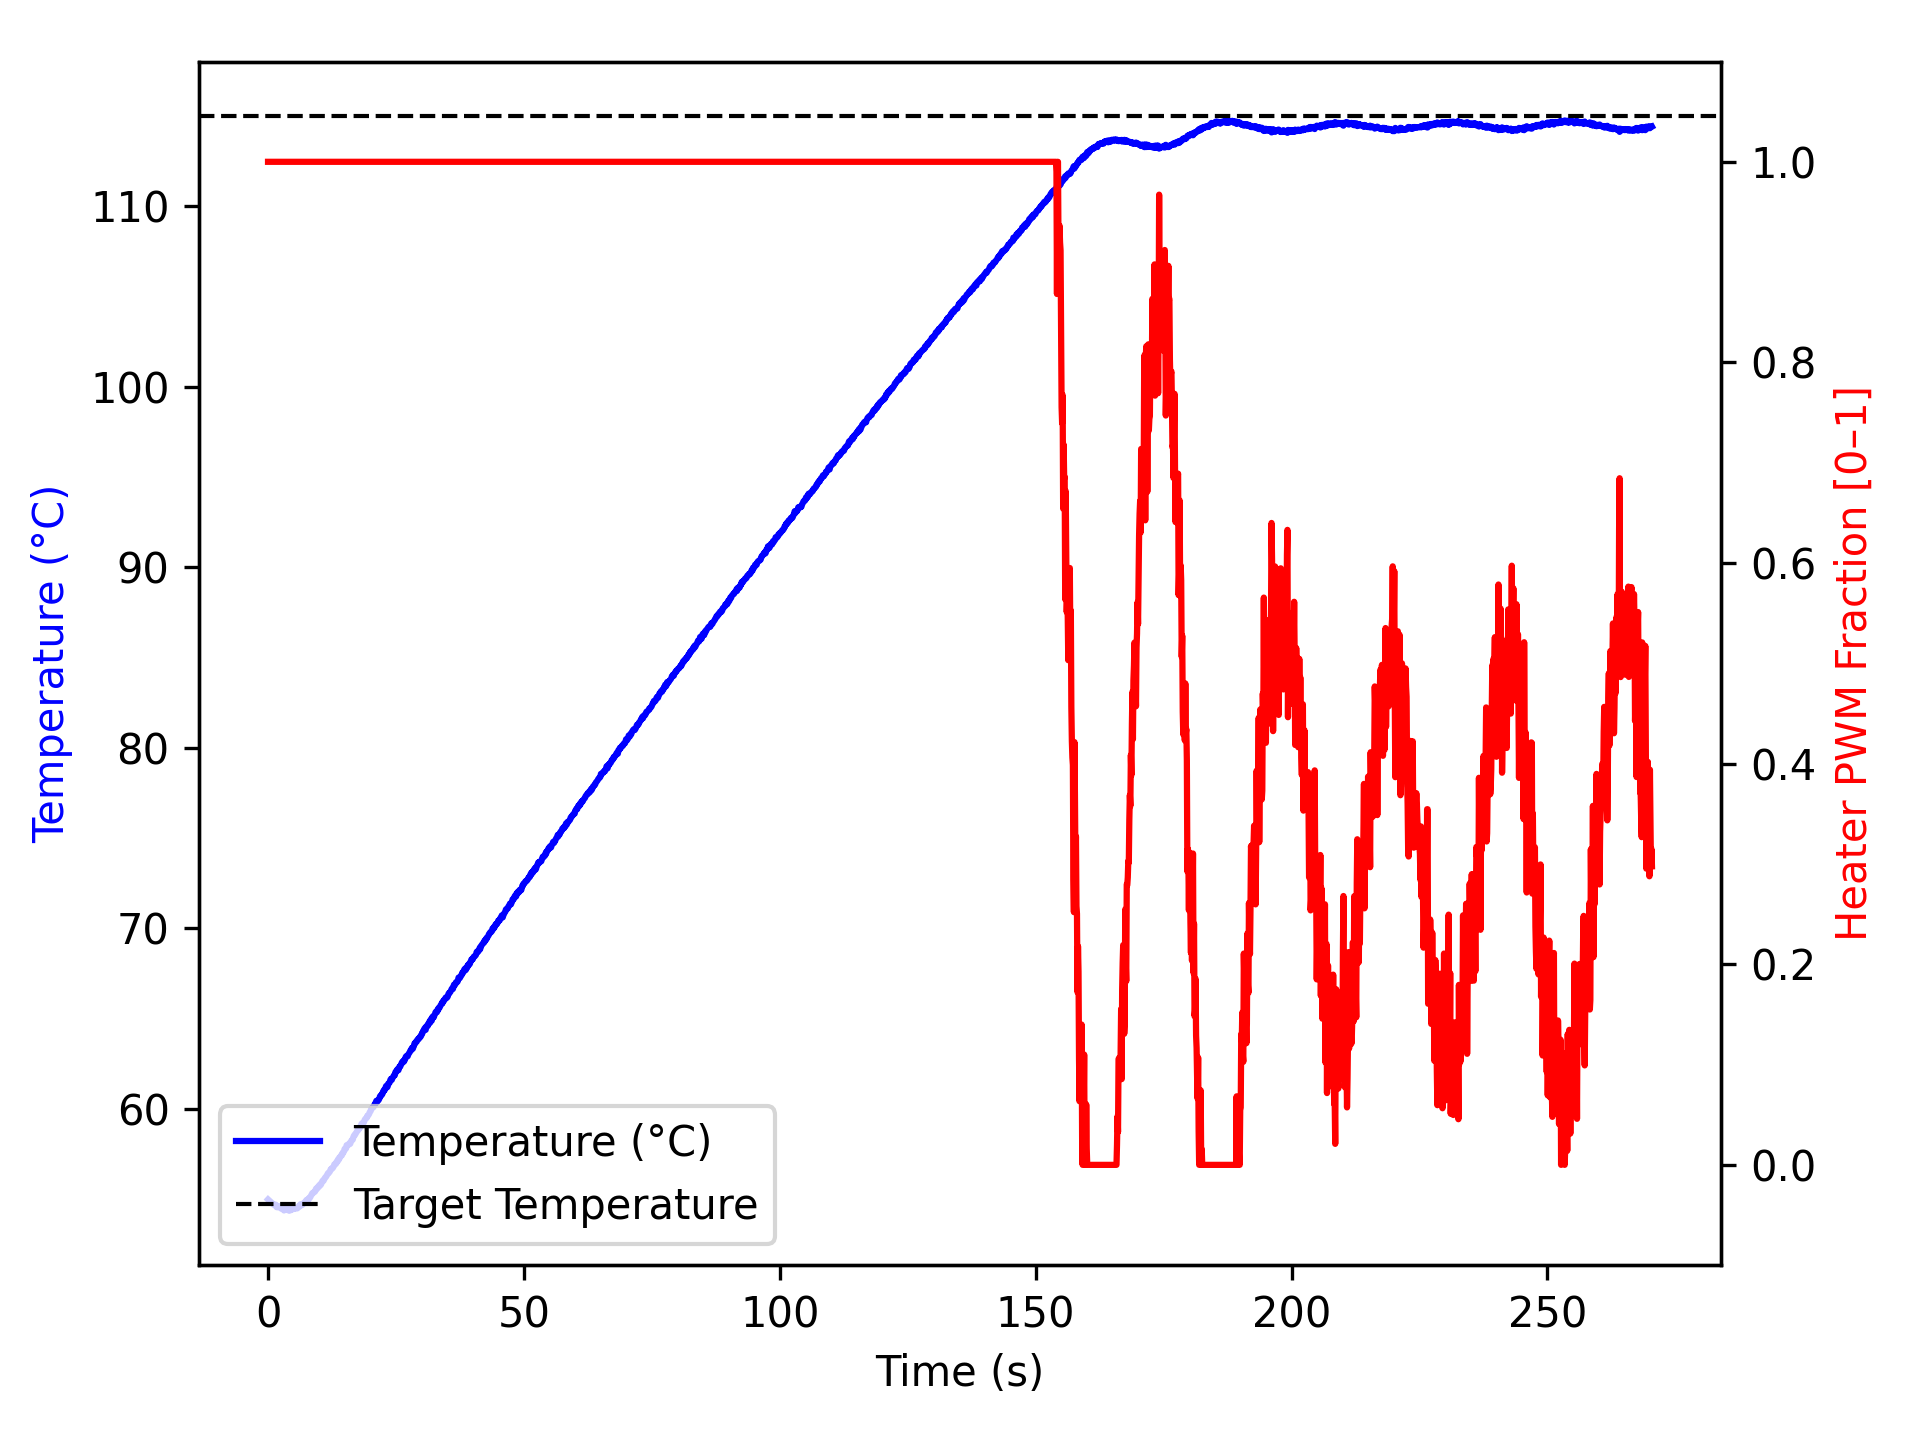 110
100
90
80
70
60
Temperature (°C)
1.0
0.8
0.6
0.4
0.2
0.0
Heater PWM Fraction [0–1]
Temperature (°C)
Target Temperature
0 50 100 150 200 250
Time (s)